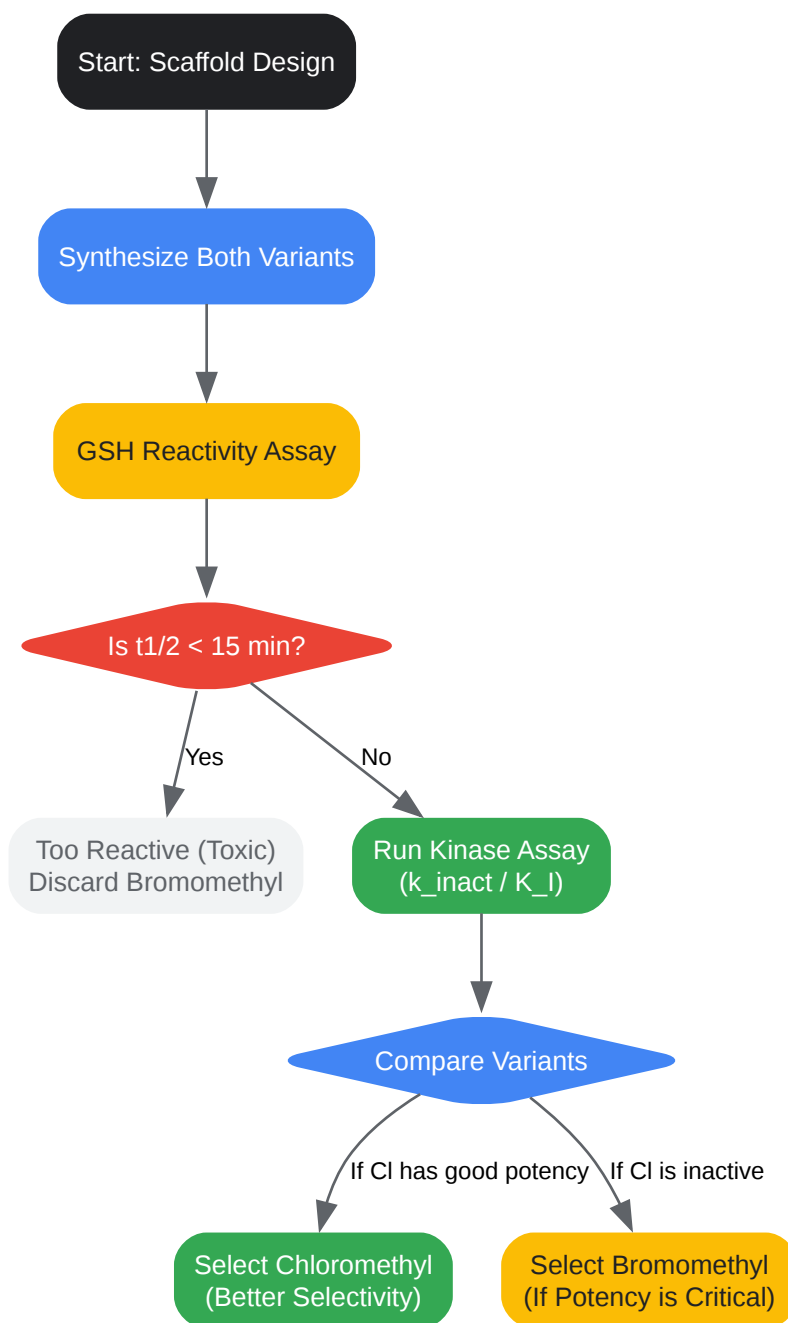 Start: Scaffold Design
Synthesize Both Variants
GSH Reactivity Assay
Is t1/2 < 15 min?
Yes
No
Too Reactive (Toxic)
Discard Bromomethyl
Run Kinase Assay
(k_inact / K_I)
Compare Variants
If Cl has good potency
If Cl is inactive
Select Chloromethyl
(Better Selectivity)
Select Bromomethyl
(If Potency is Critical)